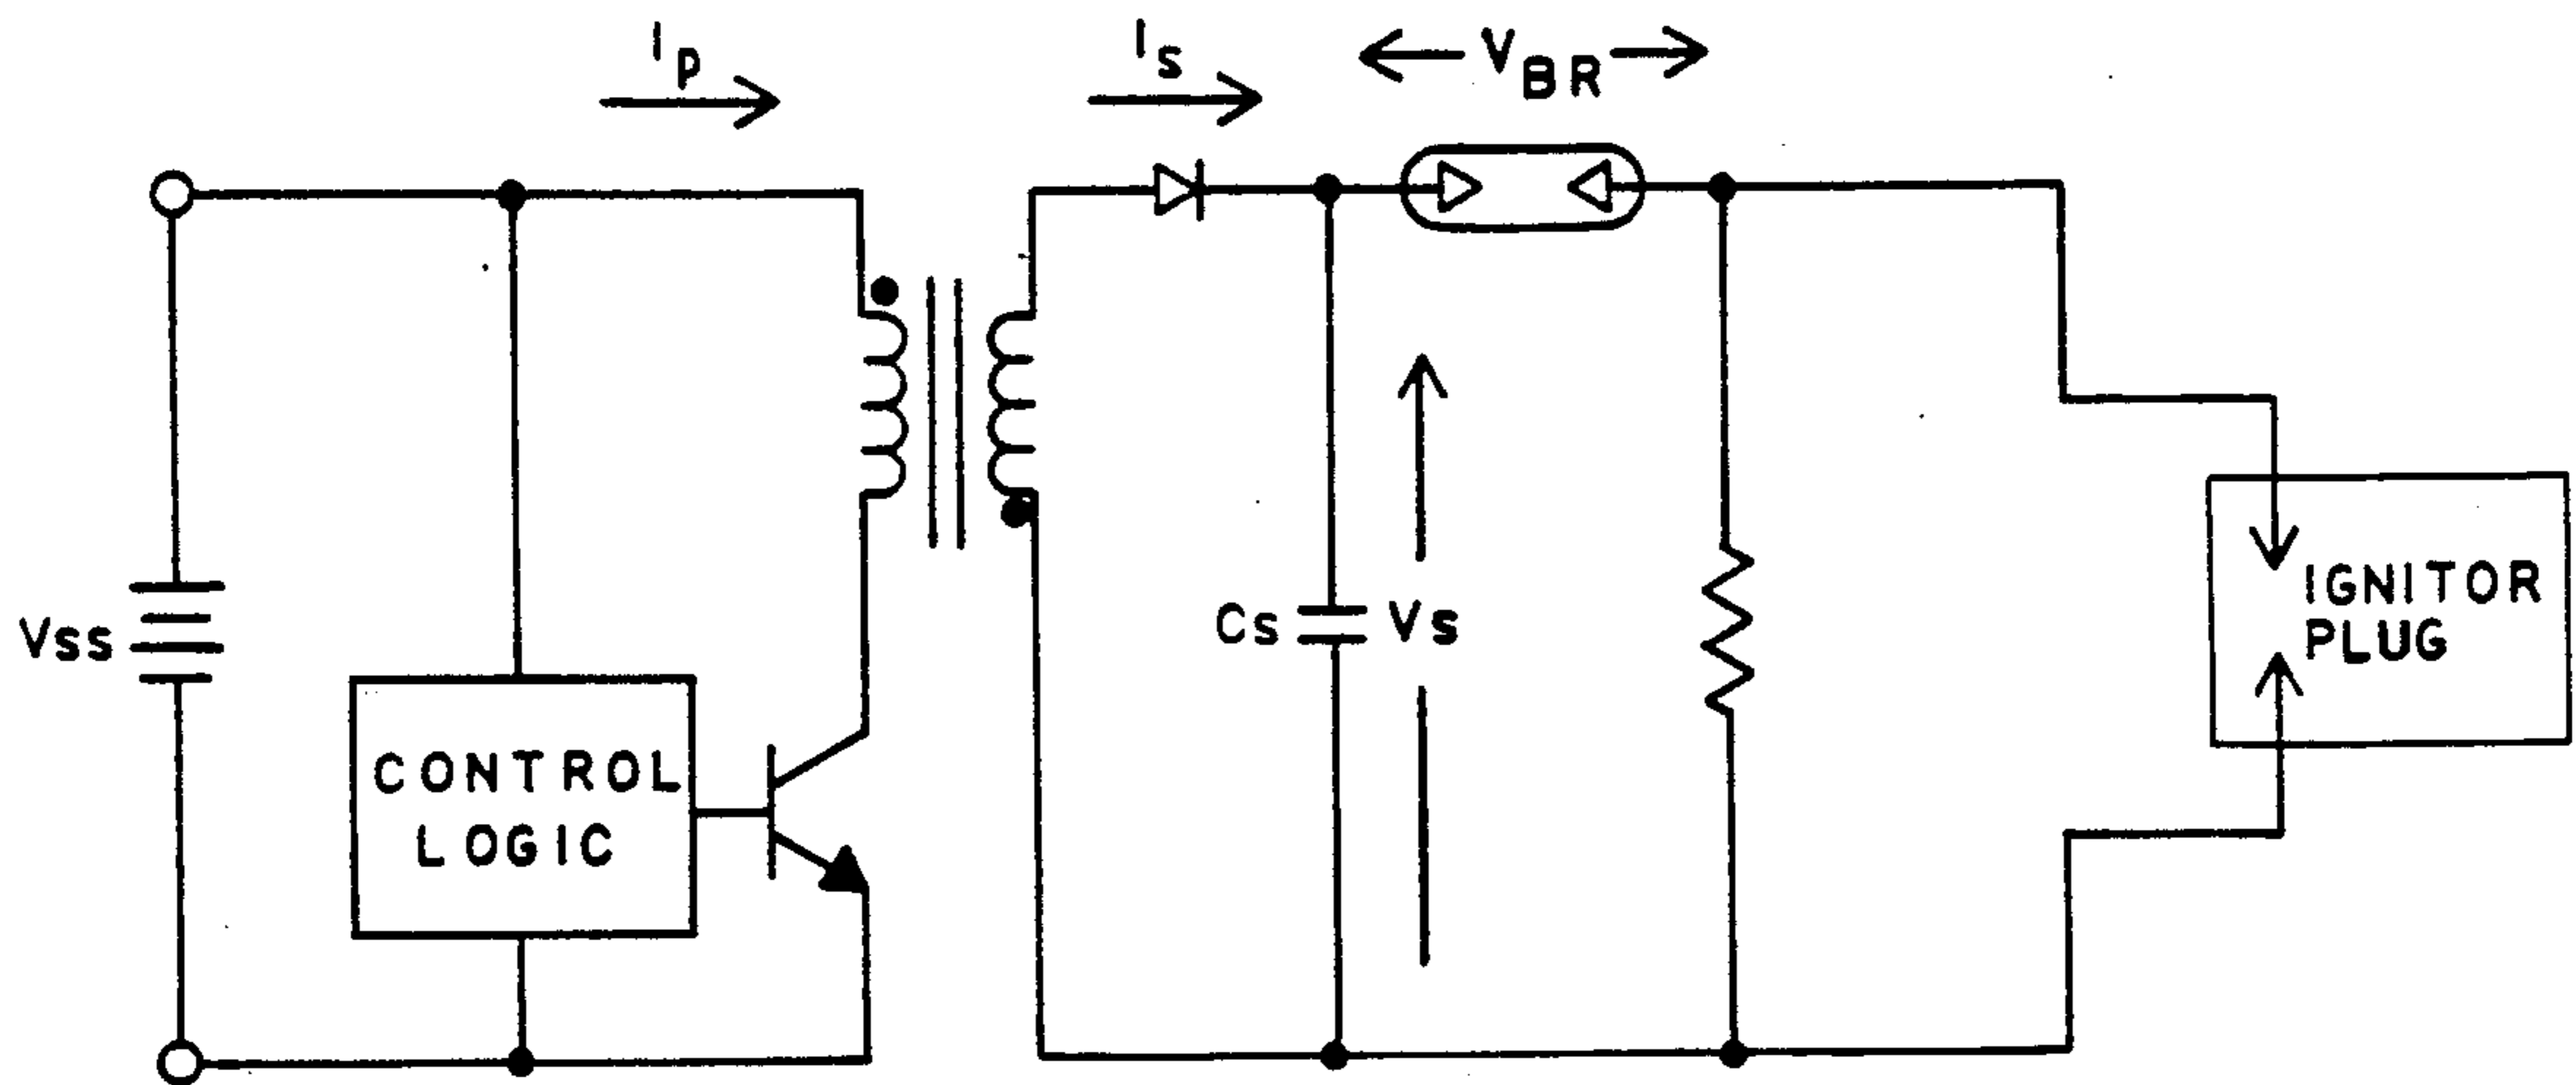 Ip
Is
VBR
Vss
Cs
Vs
IGNITOR
PLUG
CONTROL
LOGIC